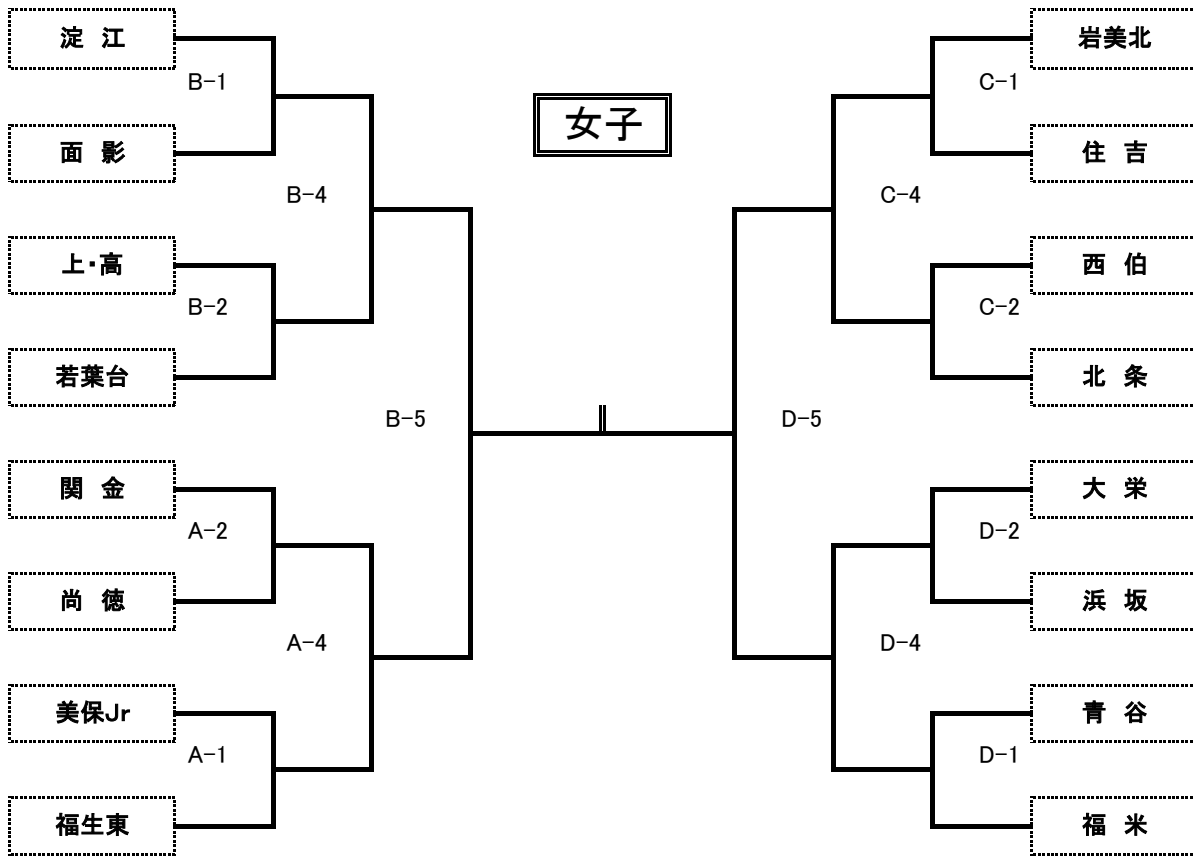 淀 江
岩美北
B-1
C-1
女子
面 影
住 吉
B-4
C-4
上・高
西 伯
B-2
C-2
若葉台
北 条
B-5
D-5
関 金
大 栄
A-2
D-2
尚 徳
浜 坂
A-4
D-4
美保Jr
青 谷
A-1
D-1
福生東
福 米